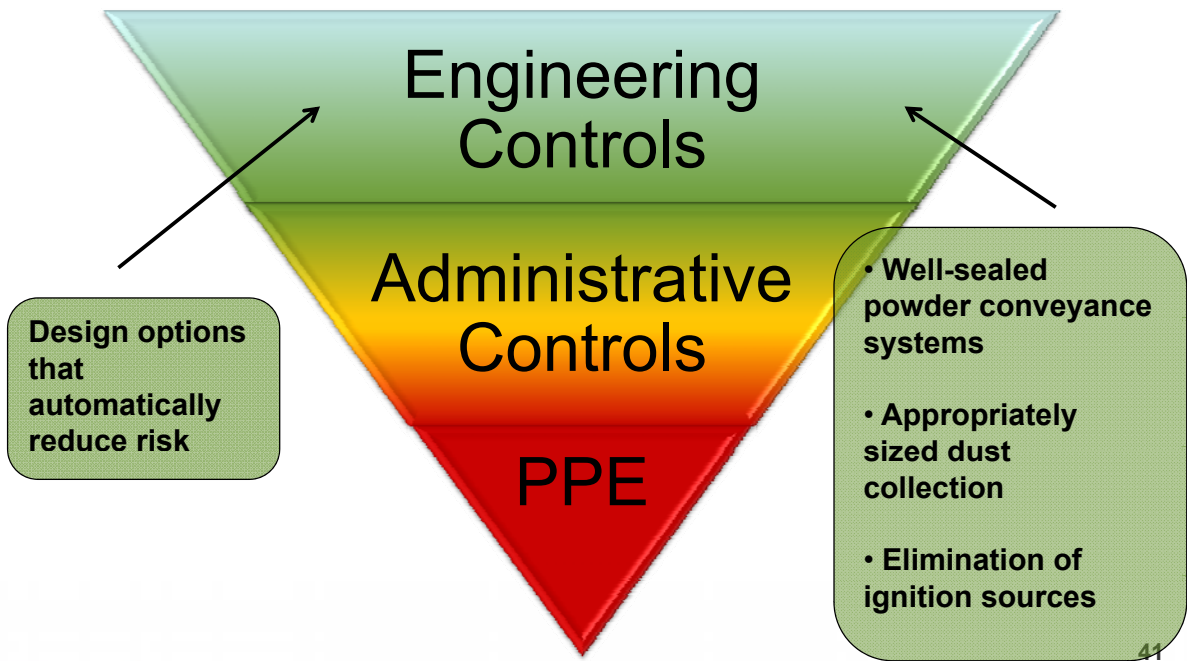 Engineering
Controls
Administrative
Controls
PPE
Design options
that
automatically
reduce risk
• Well-sealed
powder conveyance
systems
• Appropriately
sized dust
collection
• Elimination of
ignition sources
41